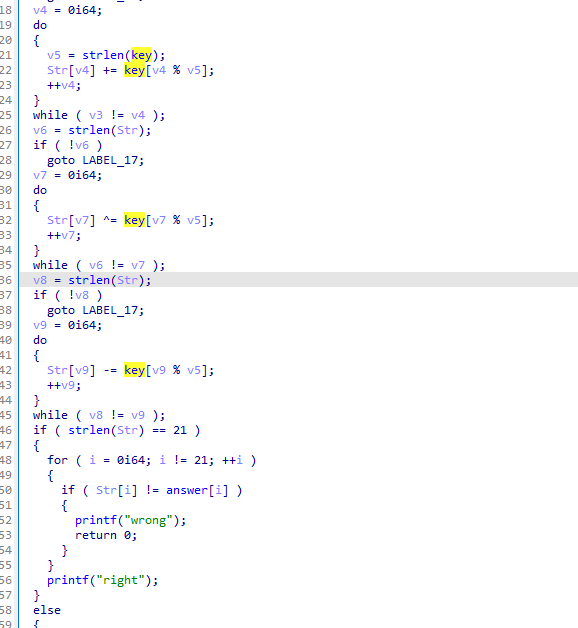 18 v4 = 0i64;
19 do
20 {
21 v5 = strlen(key);
22 Str[v4] += key[v4 % v5];
23 ++v4;
24 }
25 while ( v3 != v4 );
26 v6 = strlen(Str);
27 if ( !v6 )
28 goto LABEL_17;
29 v7 = 0i64;
30 do
31 {
32 Str[v7] ^= key[v7 % v5];
33 ++v7;
34 }
35 while ( v6 != v7 );
36 v8 = strlen(Str);
37 if ( !v8 )
38 goto LABEL_17;
39 v9 = 0i64;
40 do
41 {
42 Str[v9] -= key[v9 % v5];
43 ++v9;
44 }
45 while ( v8 != v9 );
46 if ( strlen(Str) == 21 )
47 {
48 for ( i = 0i64; i != 21; ++i )
49 {
50 if ( Str[i] != answer[i] )
51 {
52 printf("wrong");
53 return 0;
54 }
55 }
56 printf("right");
57 }
58 else
59 {